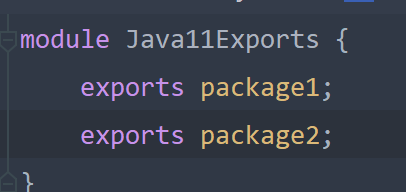 module Java11Exports {
    exports package1;
    exports package2;
}